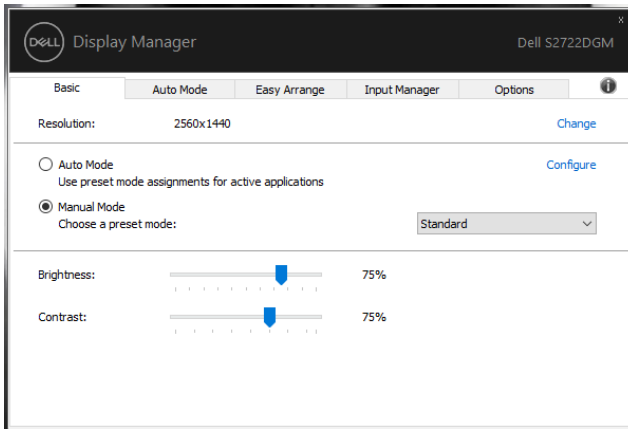 x
DELL Display Manager Dell S2722DGM
Basic Auto Mode Easy Arrange Input Manager Options i
Resolution: 2560x1440 Change
Auto Mode Configure
Use preset mode assignments for active applications
Manual Mode
Choose a preset mode: Standard
Brightness: 75%
Contrast: 75%